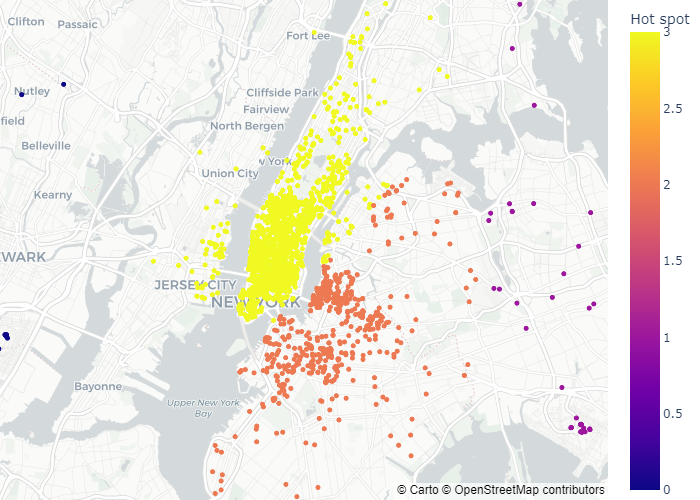 Hot spot
Clifton
Passaic
Fort Lee
Nutley
Cliffside Park
Fairview
North Bergen
field
Belleville
w York
Union City
Kearny
WARK
JERSEY CITY
NEW YORK
Bayonne
Upper New York
Bay
3
2.5
2
1.5
1
0.5
0
© Carto © OpenStreetMap contributors